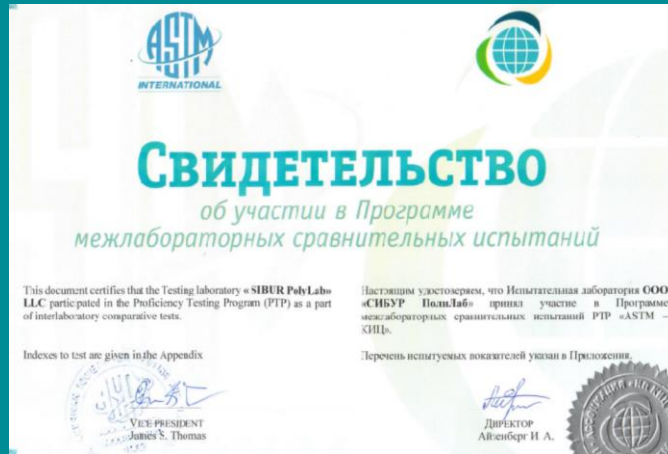 ASTM
INTERNATIONAL
СВИДЕТЕЛЬСТВО
об участии в Программе
межлабораторных сравнительных испытаний
This document certifies that the Testing laboratory « SIBUR PolyLab»
LLC participated in the Proficiency Testing Program (PTP) as a part
of interlaboratory comparative tests.
Indexes to test are given in the Appendix
VICE PRESIDENT
James S. Thomas
Настоящим удостоверяем, что Испытательная лаборатория ООО
«СИБУР ПолиЛаб» принял участие в Программе
межлабораторных сравнительных испытаний PTP «ASTM –
КИЦ».
Перечень испытуемых показателей указан в Приложении.
ДИРЕКТОР
Айзенберг И. А.